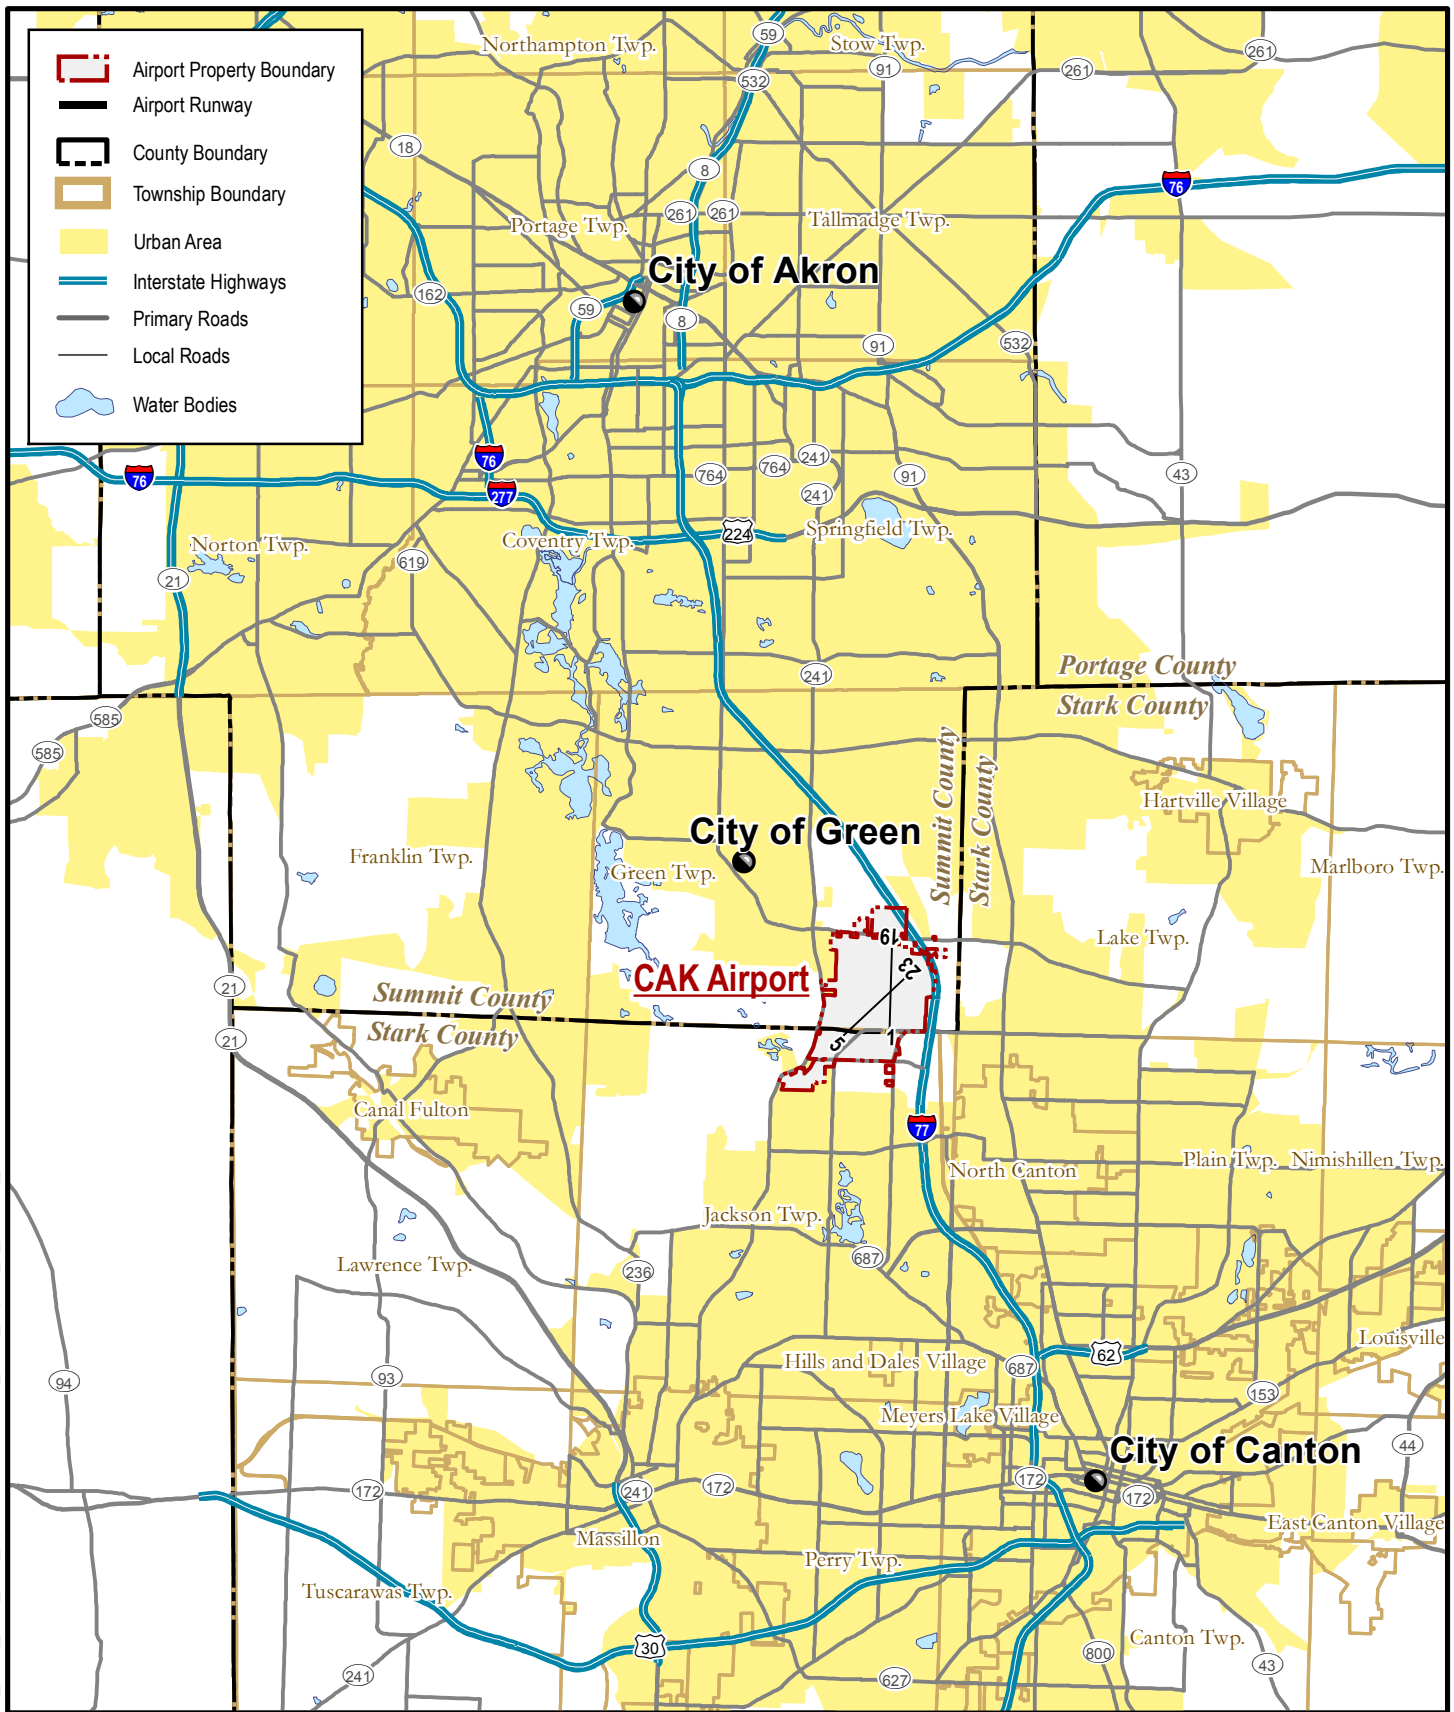 Airport Property Boundary
Airport Runway
County Boundary
Township Boundary
Urban Area
Interstate Highways
Primary Roads
Local Roads
Water Bodies
Northampton Twp.
59
Stow Twp.
261
91
261
532
18
8
76
261
261
Portage Twp.
Tallmadge Twp.
City of Akron
162
59
8
91
532
76
241
764
764
91
43
76
277
241
224
Springfield Twp.
Coventry Twp.
Norton Twp.
619
21
241
Portage County
Stark County
585
585
Summit County
Stark County
Hartville Village
City of Green
Franklin Twp.
Green Twp.
Marlboro Twp.
Lake Twp.
19
23
CAK Airport
21
Summit County
Stark County
21
5
1
Canal Fulton
77
North Canton
Plain Twp.
Nimishillen Twp.
Jackson Twp.
687
Lawrence Twp.
236
Louisville
62
Hills and Dales Village
687
94
93
153
Meyers Lake Village
44
City of Canton
172
172
241
172
172
East Canton Village
Massillon
Perry Twp.
Tuscarawas Twp.
30
Canton Twp.
800
43
241
627